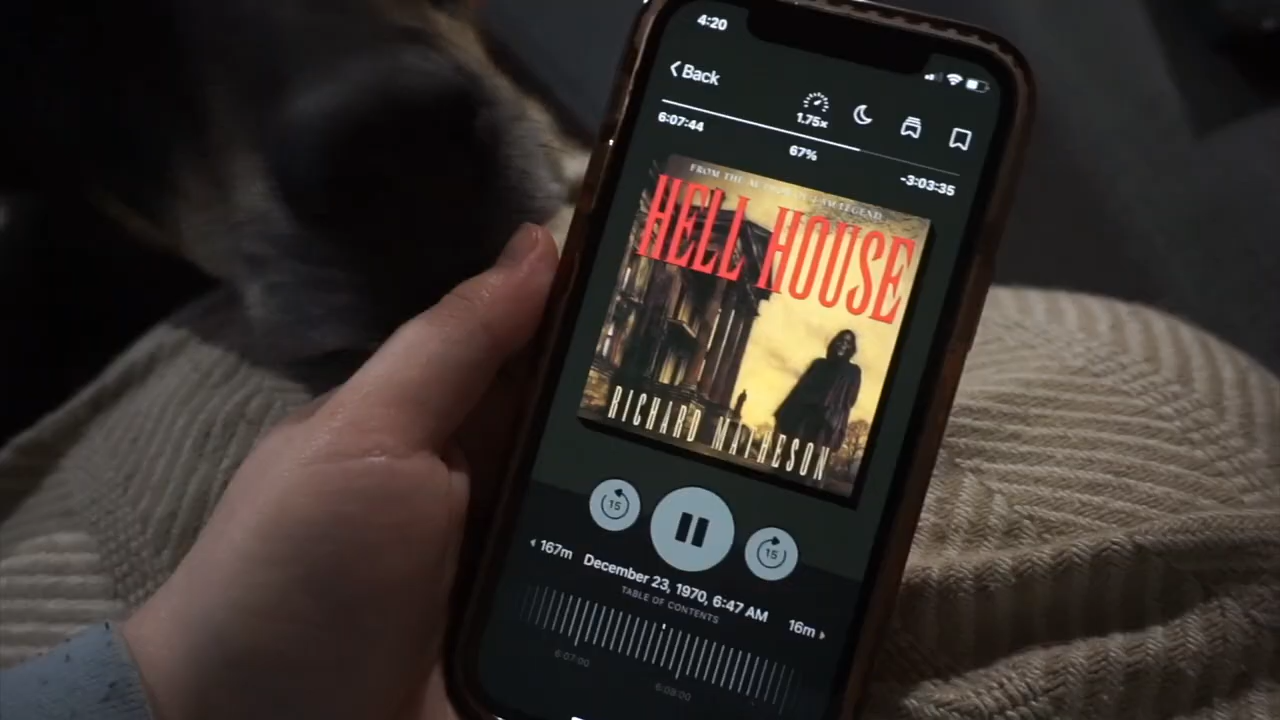 4:20
Back
1.75x
6:07:44
67%
-3:03:35
FROM THE AUTHOR OF I AM LEGEND
HELL HOUSE
RICHARD MATHESON
15
15
167m
December 23, 1970, 6:47 AM
16m
TABLE OF CONTENTS
6:07:00
6:08:00